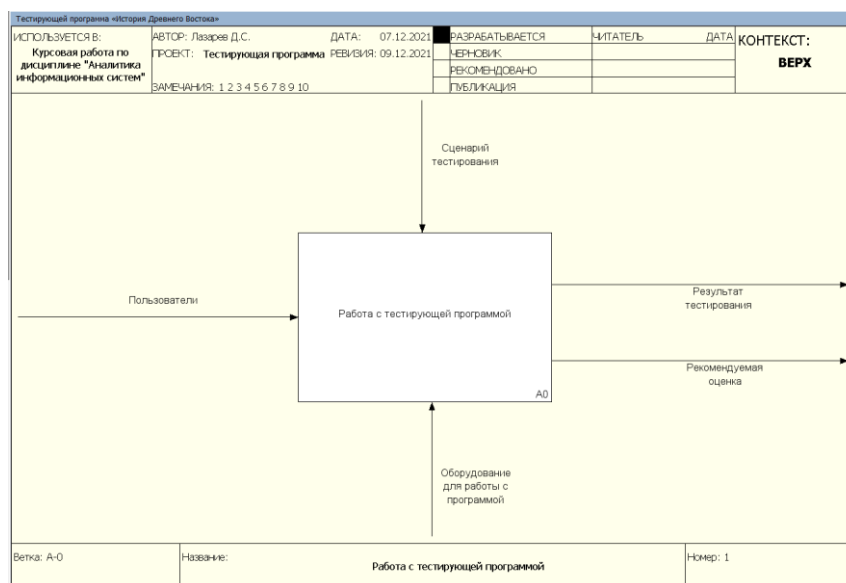 Тестирующей программа «История Древнего Востока»
ИСПОЛЬЗУЕТСЯ В:
Курсовая работа по
дисциплине "Аналитика
информационных систем"
АВТОР: Лазарев Д.С.
ДАТА: 07.12.2021
ПРОЕКТ: Тестирующая программа
РЕВИЗИЯ: 09.12.2021
ЗАМЕЧАНИЯ: 1 2 3 4 5 6 7 8 9 10
РАЗРАБАТЫВАЕТСЯ
ЧЕРНОВИК
РЕКОМЕНДОВАНО
ПУБЛИКАЦИЯ
ЧИТАТЕЛЬ ДАТА
КОНТЕКСТ:
ВЕРХ
Сценарий
тестирования
Пользователи
Работа с тестирующей программой
A0
Результат
тестирования
Рекомендуемая
оценка
Оборудование
для работы с
программой
Ветка: A-0
Название:
Работа с тестирующей программой
Номер: 1